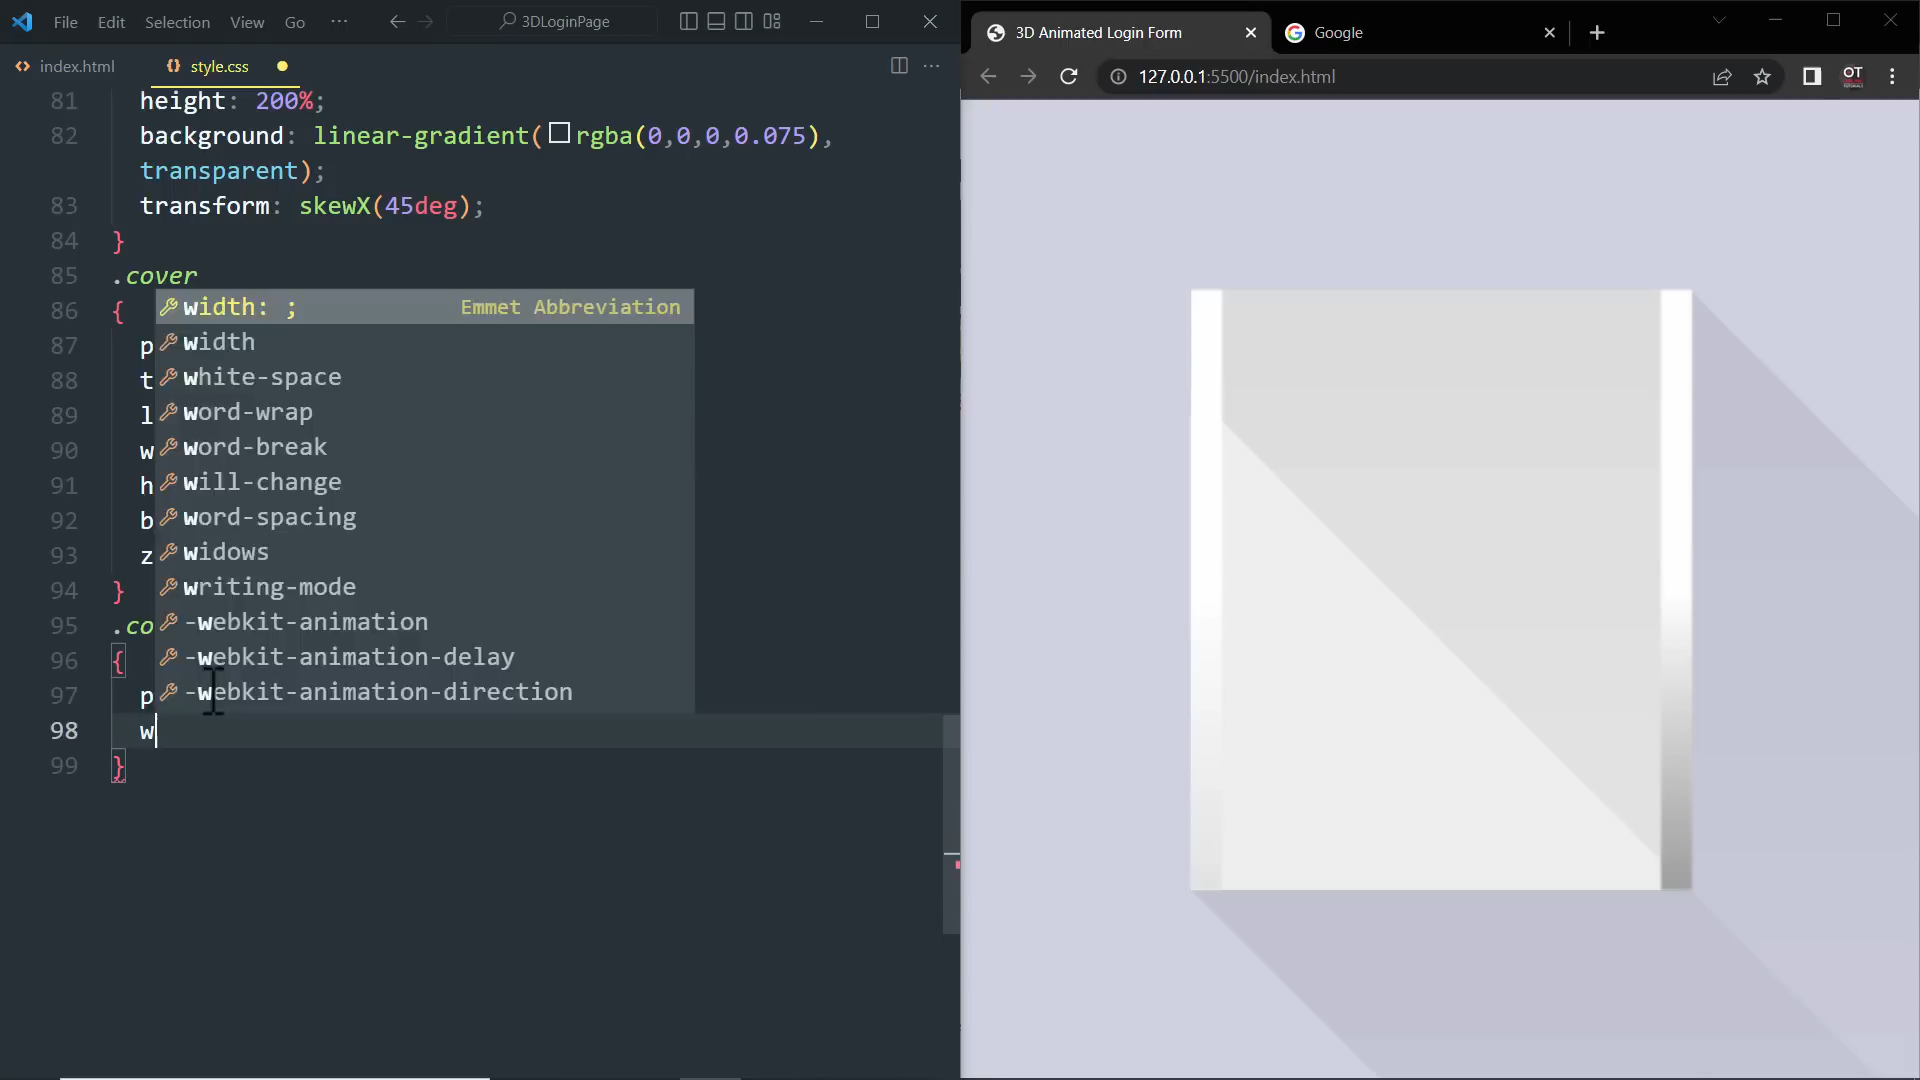 File Edit Selection View Go ··· 3DLoginPage
index.html style.css
81 height: 200%;
82 background: linear-gradient(rgba(0,0,0,0.075),
transparent);
83 transform: skewX(45deg);
84 }
85 .cover
86 { width: ; Emmet Abbreviation
87 p width
88 t white-space
89 l word-wrap
90 w word-break
91 h will-change
92 b word-spacing
93 z widows
94 } writing-mode
95 .co -webkit-animation
96 { -webkit-animation-delay
97 p -webkit-animation-direction
98 w
99 }
3D Animated Login Form Google
127.0.0.1:5500/index.html
OT